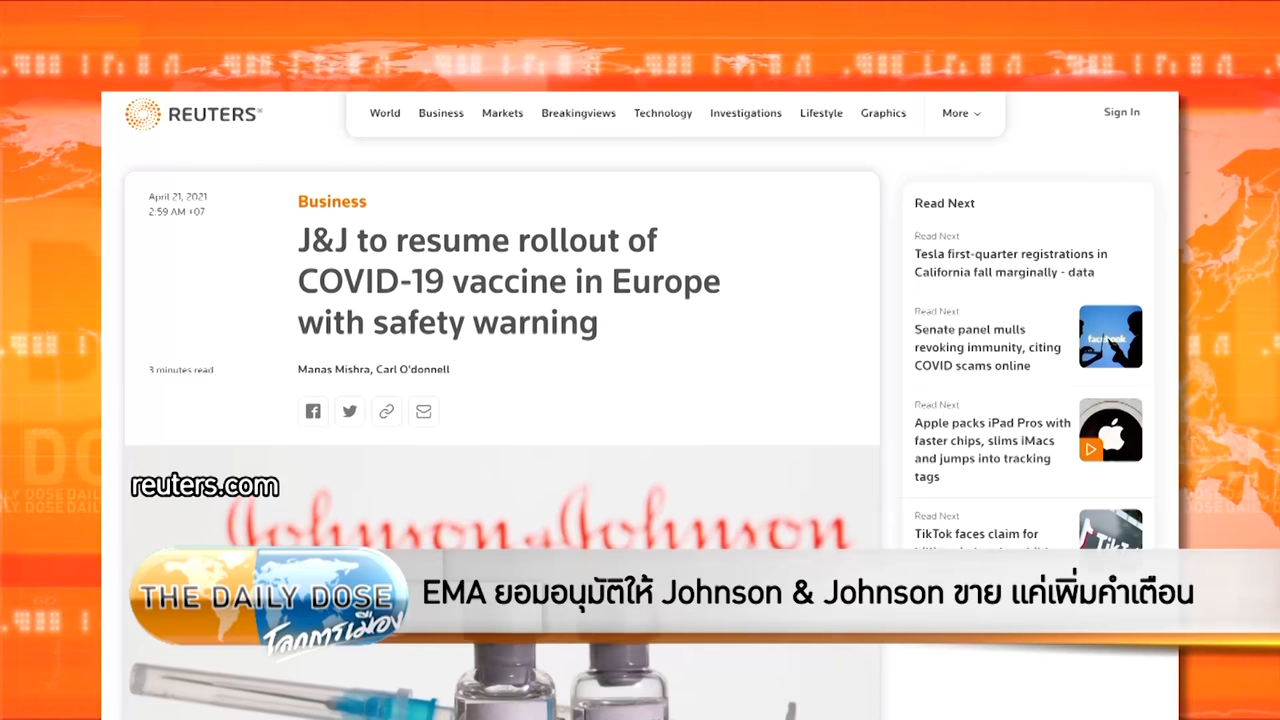 REUTERS
World Business Markets Breakingviews Technology Investigations Lifestyle Graphics More
Sign In
April 21, 2021
2:59 AM +07
Business
J&J to resume rollout of
COVID-19 vaccine in Europe
with safety warning
3 minutes read
Manas Mishra, Carl O'donnell
Read Next
Read Next
Tesla first-quarter registrations in
California fall marginally - data
Read Next
Senate panel mulls
revoking immunity, citing
COVID scams online
facebook
Read Next
Apple packs iPad Pros with
faster chips, slims iMacs
and jumps into tracking
tags
Read Next
TikTok faces claim for
TikTok
reuters.com
Johnson & Johnson
THE DAILY DOSE
โลกการเมือง
EMA ยอมอนุมัติให้ Johnson & Johnson ขาย แค่เพิ่มคำเตือน